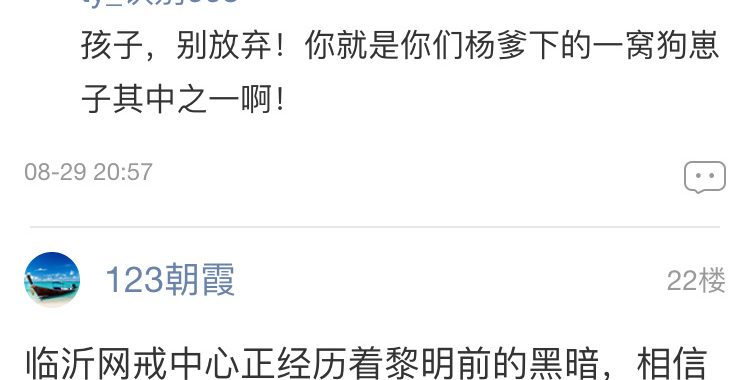 孩子，别放弃！你就是你们杨爹下的一窝狗崽
子其中之一啊！
08-29 20:57
123朝霞
22楼
临沂网戒中心正经历着黎明前的黑暗，相信